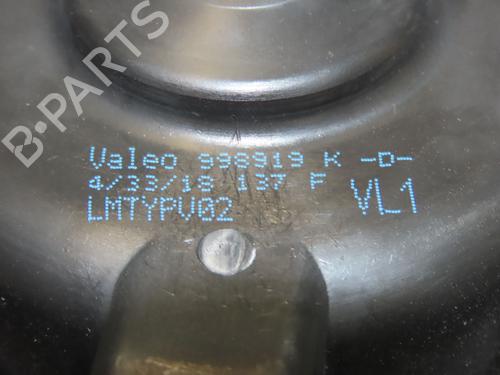 B-PARTS
Valeo 998919 K -D-
4/33/18 137 F
LMTYPV02
VL1